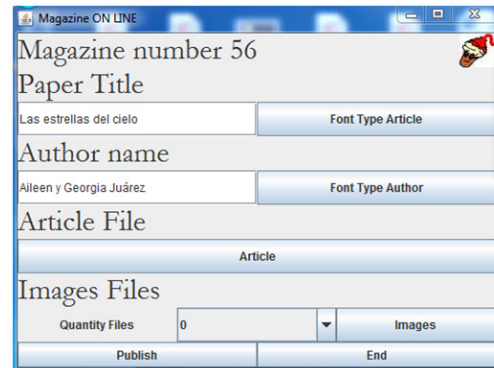 Magazine ON LINE
Magazine number 56
Paper Title
Las estrellas del cielo Font Type Article
Author name
Aileen y Georgia Juárez Font Type Author
Article File
Article
Images Files
Quantity Files 0 Images
Publish End